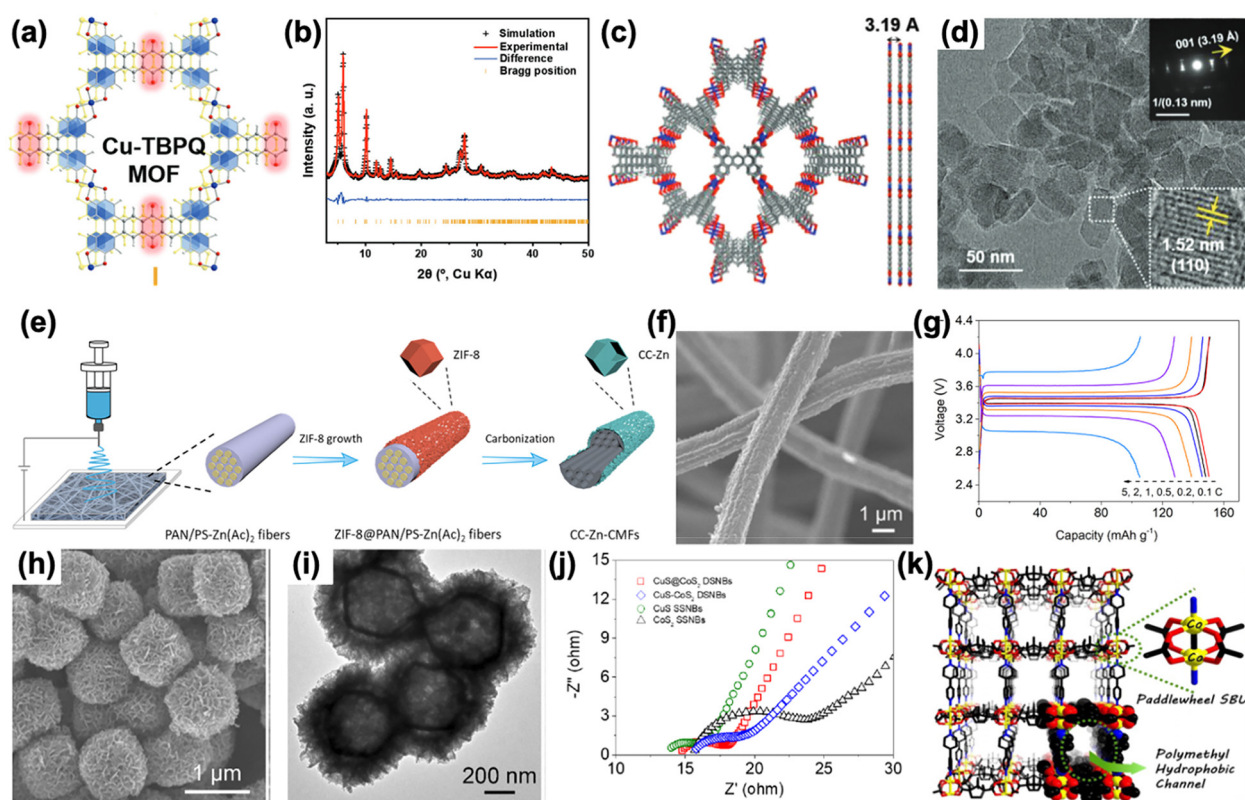 (a)
Cu-TBPQ
MOF
(b)
Simulation
Experimental
Difference
Bragg position
Intensity (a. u.)
5 10 15 20 25 30 35 40 45 50
2θ (º, Cu Kα)
(c)
3.19 Å
(d)
001 (3.19 Å)
1/(0.13 nm)
50 nm
1.52 nm
(110)
(e)
ZIF-8
CC-Zn
ZIF-8 growth
Carbonization
PAN/PS-Zn(Ac)₂ fibers
ZIF-8@PAN/PS-Zn(Ac)₂ fibers
CC-Zn-CMFs
(f)
1 μm
(g)
4.4
4.0
3.6
3.2
2.8
2.4
Voltage (V)
5, 2, 1, 0.5, 0.2, 0.1 C
0 40 80 120 160
Capacity (mAh g⁻¹)
(h)
1 μm
(i)
200 nm
(j)
15
12
9
6
3
0
-Z" (ohm)
CuS@CoS₂ DSNBs
CuS-CoS₂ DSNBs
CuS SSNBs
CoS₂ SSNBs
10 15 20 25 30
Z' (ohm)
(k)
Co
Co
Paddlewheel SBU
Polymethyl
Hydrophobic
Channel